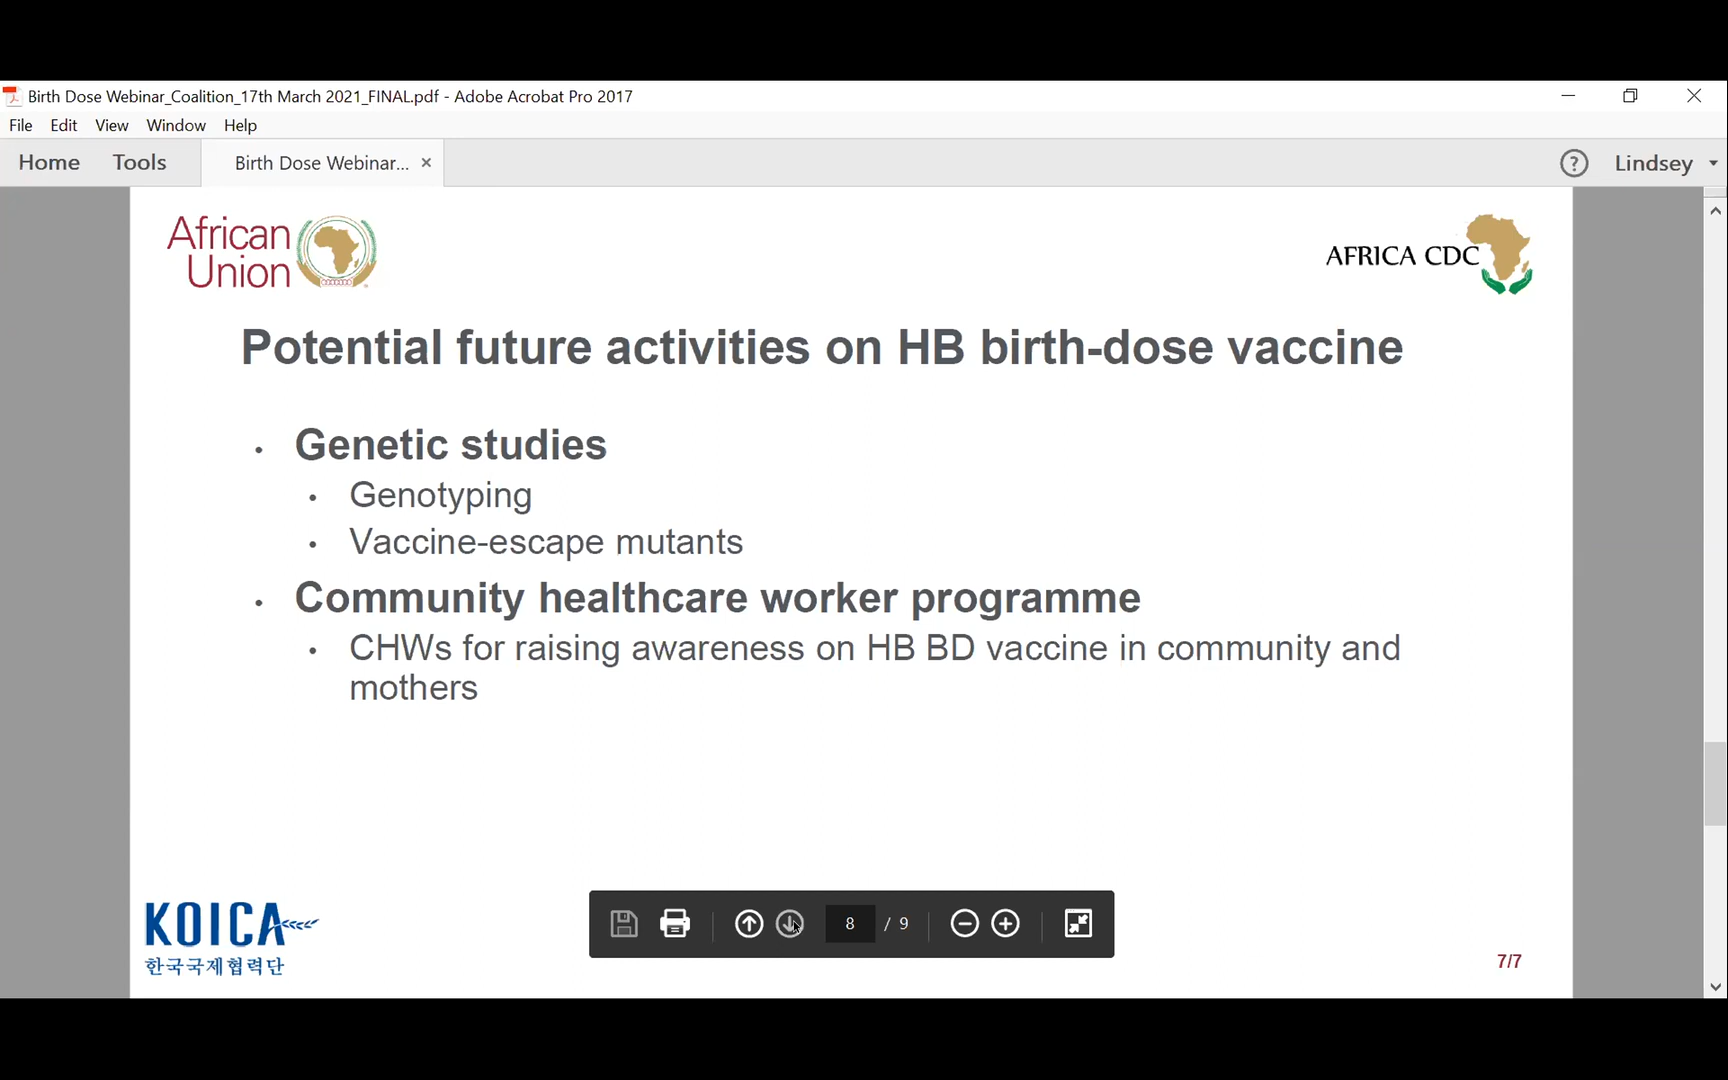 Birth Dose Webinar_Coalition_17th March 2021_FINAL.pdf - Adobe Acrobat Pro 2017
File Edit View Window Help
Home Tools Birth Dose Webinar... × ? Lindsey
African
Union
AFRICA CDC
Potential future activities on HB birth-dose vaccine
• Genetic studies
• Genotyping
• Vaccine-escape mutants
• Community healthcare worker programme
• CHWs for raising awareness on HB BD vaccine in community and
mothers
KOICA
한국국제협력단
8 / 9
7/7